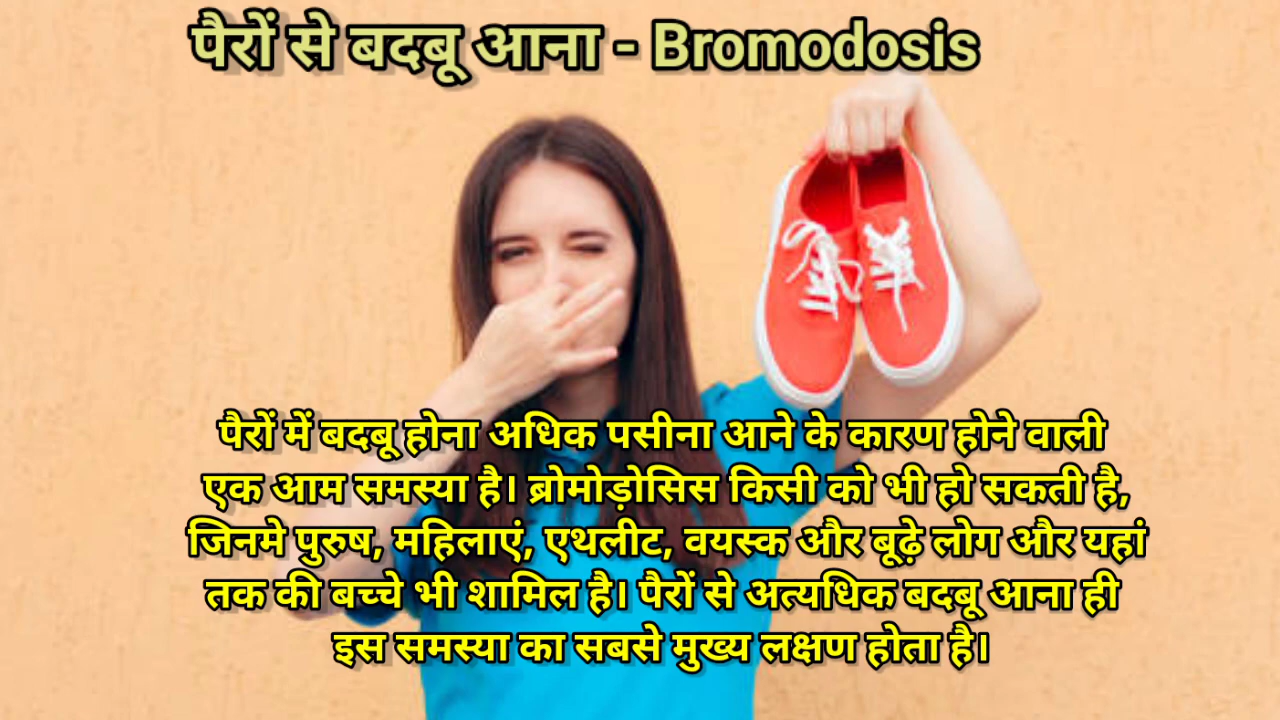 पैरों से बदबू आना - Bromodosis
पैरों में बदबू होना अधिक पसीना आने के कारण होने वाली
एक आम समस्या है। ब्रोमोड़ोसिस किसी को भी हो सकती है,
जिनमे पुरुष, महिलाएं, एथलीट, वयस्क और बूढ़े लोग और यहां
तक की बच्चे भी शामिल है। पैरों से अत्यधिक बदबू आना ही
इस समस्या का सबसे मुख्य लक्षण होता है।